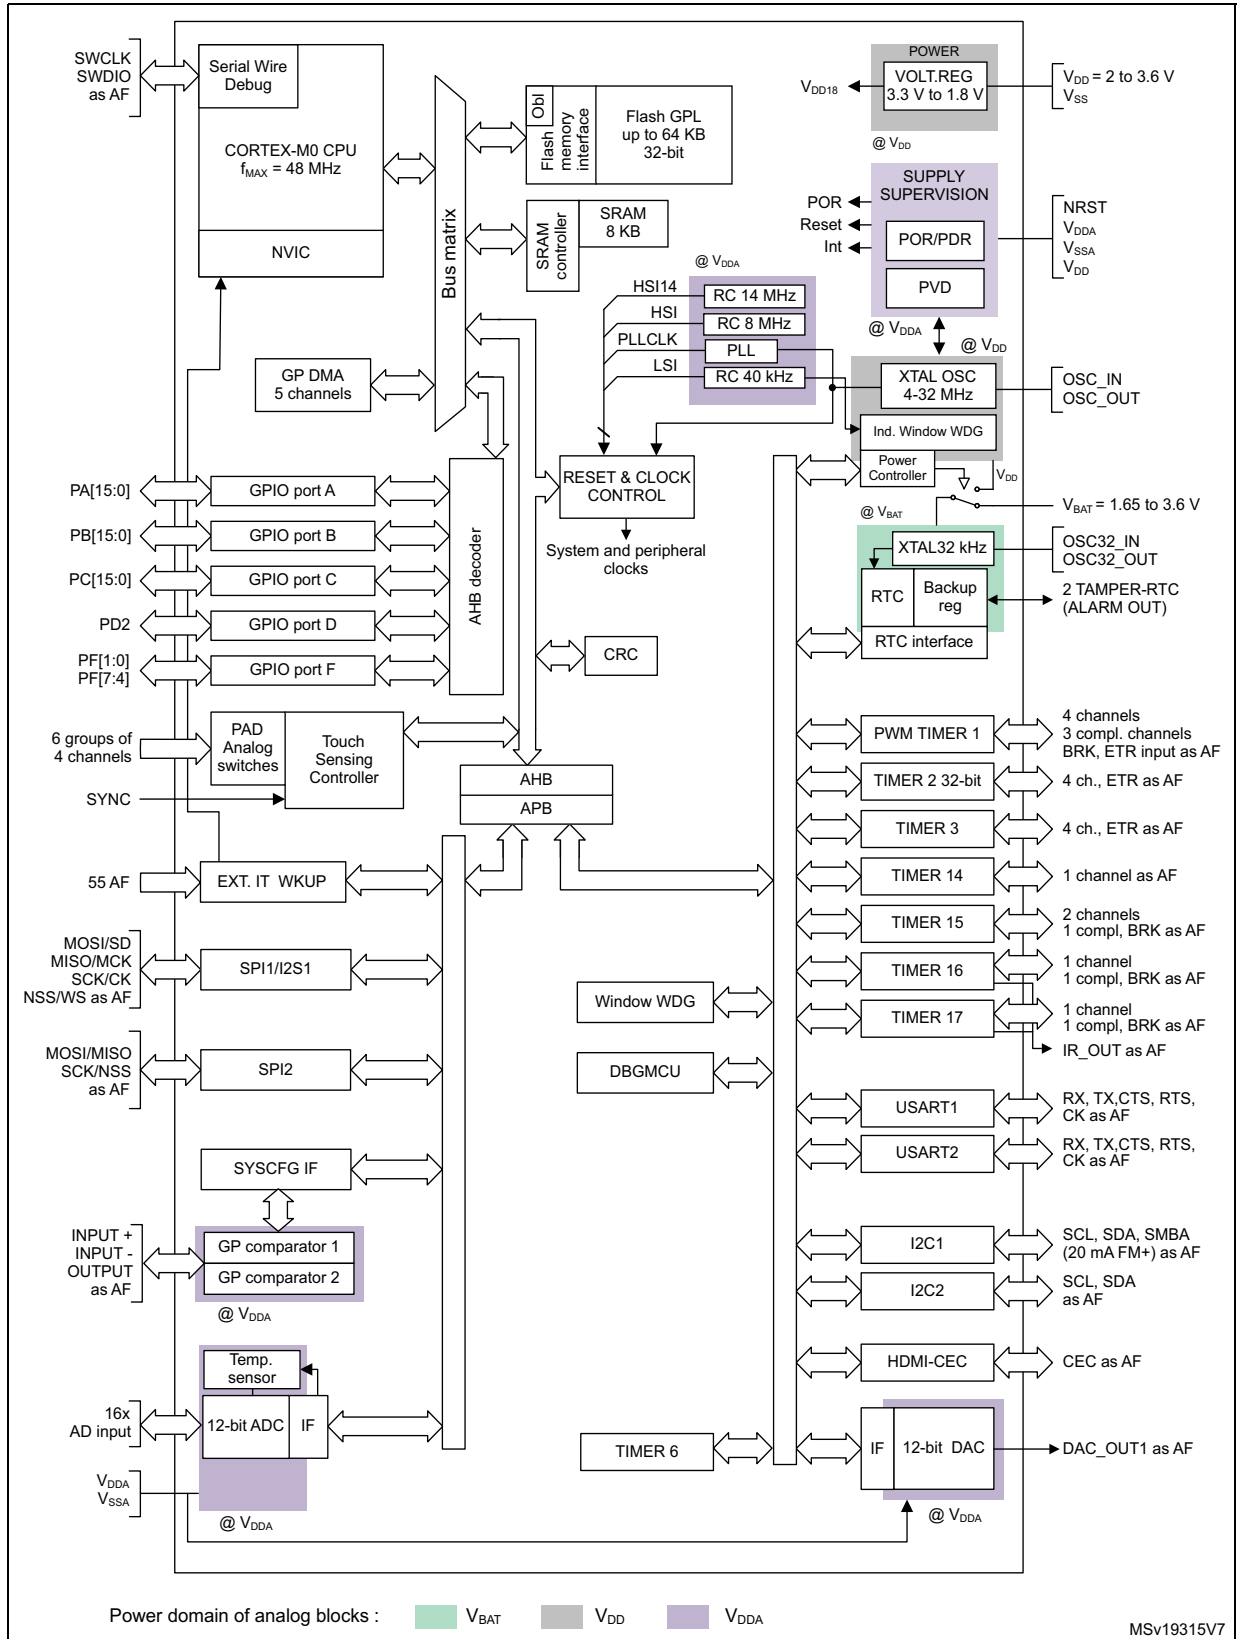 SWCLK
SWDIO
as AF
Serial Wire
Debug
CORTEX-M0 CPU
fMAX = 48 MHz
NVIC
Bus matrix
Obl
Flash
memory
interface
Flash GPL
up to 64 KB
32-bit
SRAM
controller
SRAM
8 KB
POWER
VOLT.REG
3.3 V to 1.8 V
VDD18
VDD = 2 to 3.6 V
VSS
@ VDD
SUPPLY
SUPERVISION
POR
Reset
Int
POR/PDR
PVD
NRST
VDDA
VSSA
VDD
@ VDDA
@ VDDA
HSI14
HSI
PLLCLK
LSI
RC 14 MHz
RC 8 MHz
PLL
RC 40 kHz
@ VDD
XTAL OSC
4-32 MHz
OSC_IN
OSC_OUT
Ind. Window WDG
Power
Controller
VDD
VBAT = 1.65 to 3.6 V
@ VBAT
GP DMA
5 channels
RESET & CLOCK
CONTROL
System and peripheral
clocks
XTAL32 kHz
OSC32_IN
OSC32_OUT
RTC
Backup
reg
RTC interface
2 TAMPER-RTC
(ALARM OUT)
PA[15:0]
GPIO port A
PB[15:0]
GPIO port B
PC[15:0]
GPIO port C
PD2
GPIO port D
PF[1:0]
PF[7:4]
GPIO port F
AHB decoder
CRC
6 groups of
4 channels
PAD
Analog
switches
Touch
Sensing
Controller
SYNC
AHB
APB
PWM TIMER 1
4 channels
3 compl. channels
BRK, ETR input as AF
TIMER 2 32-bit
4 ch., ETR as AF
TIMER 3
4 ch., ETR as AF
TIMER 14
1 channel as AF
TIMER 15
2 channels
1 compl, BRK as AF
TIMER 16
1 channel
1 compl, BRK as AF
TIMER 17
1 channel
1 compl, BRK as AF
IR_OUT as AF
55 AF
EXT. IT WKUP
MOSI/SD
MISO/MCK
SCK/CK
NSS/WS as AF
SPI1/I2S1
Window WDG
MOSI/MISO
SCK/NSS
as AF
SPI2
DBGMCU
USART1
RX, TX,CTS, RTS,
CK as AF
USART2
RX, TX,CTS, RTS,
CK as AF
SYSCFG IF
INPUT +
INPUT -
OUTPUT
as AF
GP comparator 1
GP comparator 2
@ VDDA
I2C1
SCL, SDA, SMBA
(20 mA FM+) as AF
I2C2
SCL, SDA
as AF
HDMI-CEC
CEC as AF
Temp.
sensor
16x
AD input
12-bit ADC
IF
TIMER 6
IF
12-bit DAC
DAC_OUT1 as AF
VDDA
VSSA
@ VDDA
@ VDDA
Power domain of analog blocks :
VBAT
VDD
VDDA
MSv19315V7